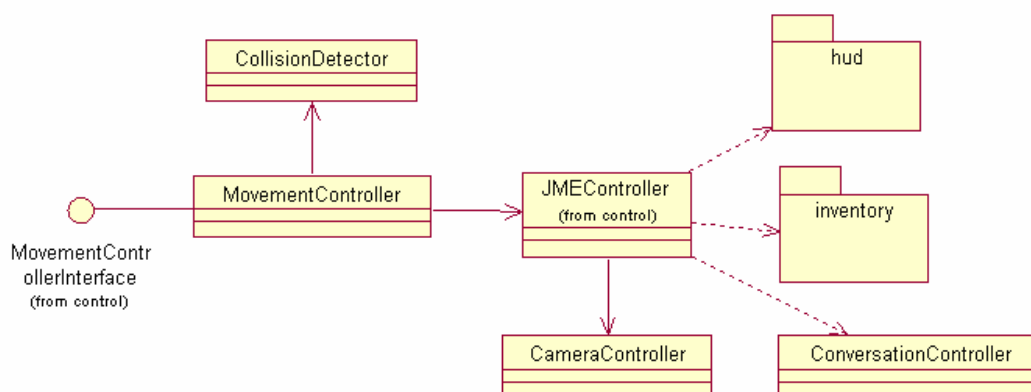 CollisionDetector
hud
MovementController
JMEController
(from control)
inventory
MovementContr
ollerInterface
(from control)
CameraController
ConversationController